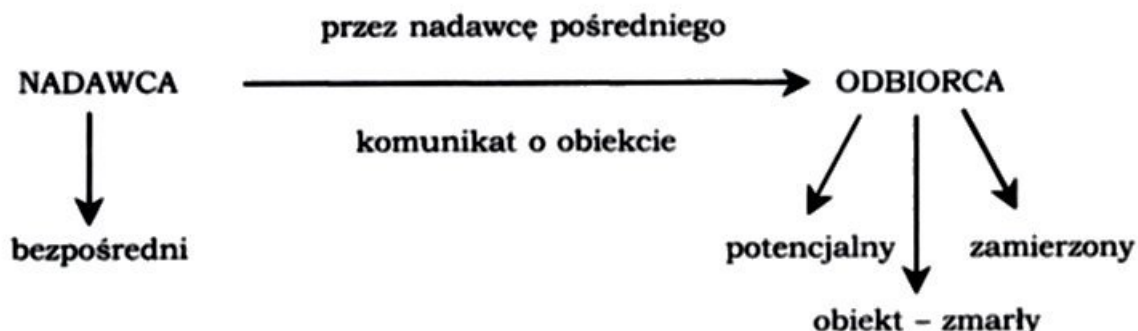 przez nadawcę pośredniego
NADAWCA ODBIORCA
komunikat o obiekcie
bezpośredni potencjalny zamierzony
obiekt – zmarły